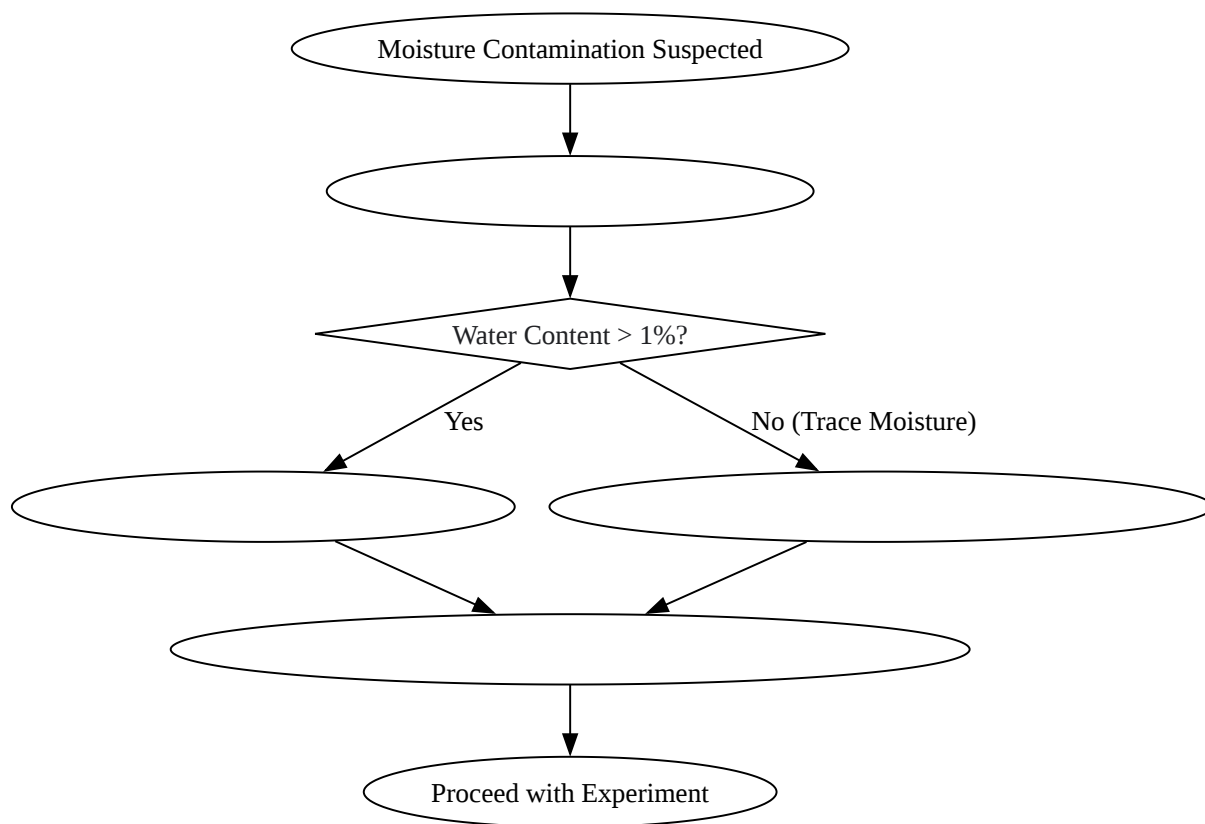 Moisture Contamination Suspected
Water Content > 1%?
Yes
No (Trace Moisture)
Proceed with Experiment